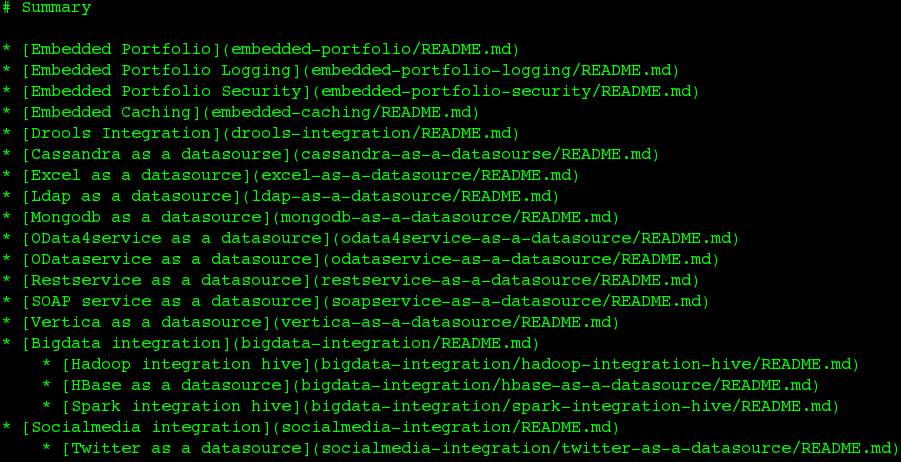 # Summary

* [Embedded Portfolio](embedded-portfolio/README.md)
* [Embedded Portfolio Logging](embedded-portfolio-logging/README.md)
* [Embedded Portfolio Security](embedded-portfolio-security/README.md)
* [Embedded Caching](embedded-caching/README.md)
* [Drools Integration](drools-integration/README.md)
* [Cassandra as a datasourse](cassandra-as-a-datasourse/README.md)
* [Excel as a datasource](excel-as-a-datasource/README.md)
* [Ldap as a datasource](ldap-as-a-datasource/README.md)
* [Mongodb as a datasource](mongodb-as-a-datasource/README.md)
* [OData4service as a datasource](odata4service-as-a-datasource/README.md)
* [ODataservice as a datasource](odataservice-as-a-datasource/README.md)
* [Restservice as a datasource](restservice-as-a-datasource/README.md)
* [SOAP service as a datasource](soapservice-as-a-datasource/README.md)
* [Vertica as a datasource](vertica-as-a-datasource/README.md)
* [Bigdata integration](bigdata-integration/README.md)
    * [Hadoop integration hive](bigdata-integration/hadoop-integration-hive/README.md)
    * [HBase as a datasource](bigdata-integration/hbase-as-a-datasource/README.md)
    * [Spark integration hive](bigdata-integration/spark-integration-hive/README.md)
* [Socialmedia integration](socialmedia-integration/README.md)
    * [Twitter as a datasource](socialmedia-integration/twitter-as-a-datasource/README.md)